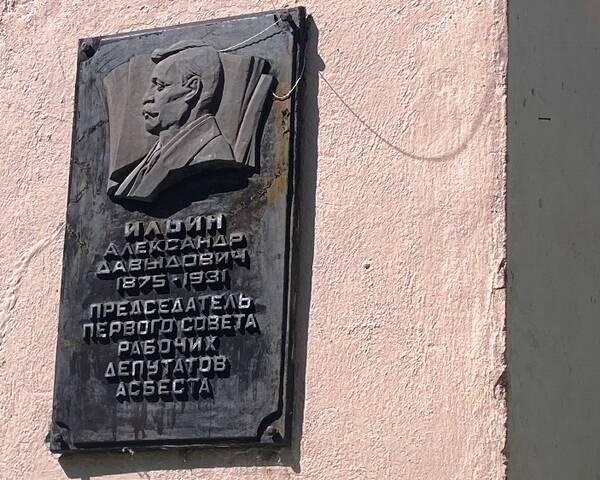 ИЛЬИН
АЛЕКСАНДР
ДАВЫДОВИЧ
1875-1931
ПРЕДСЕДАТЕЛЬ
ПЕРВОГО СОВЕТА
РАБОЧИХ
ДЕПУТАТОВ
АСБЕСТА